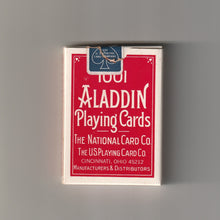 1001
ALADDIN
Playing Cards
THE NATIONAL CARD CO.
THE U.S. PLAYING CARD CO.
CINCINNATI, OHIO 45212
MANUFACTURERS & DISTRIBUTORS